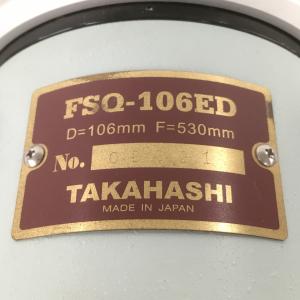 FSQ-106ED
D=106mm F=530mm
No.
TAKAHASHI
MADE IN JAPAN